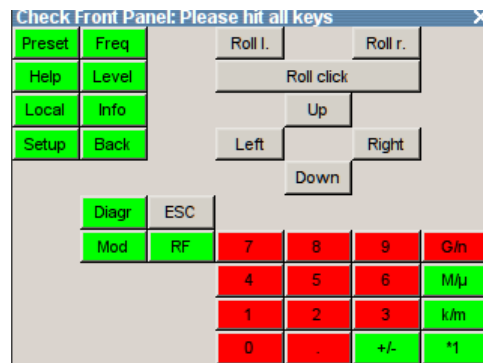 Check Front Panel: Please hit all keys X
Preset Freq Roll l. Roll r.
Help Level Roll click
Local Info Up
Setup Back Left Right
Down
Diagr ESC
Mod RF 7 8 9 G/n
4 5 6 M/µ
1 2 3 k/m
0 . +/- *1